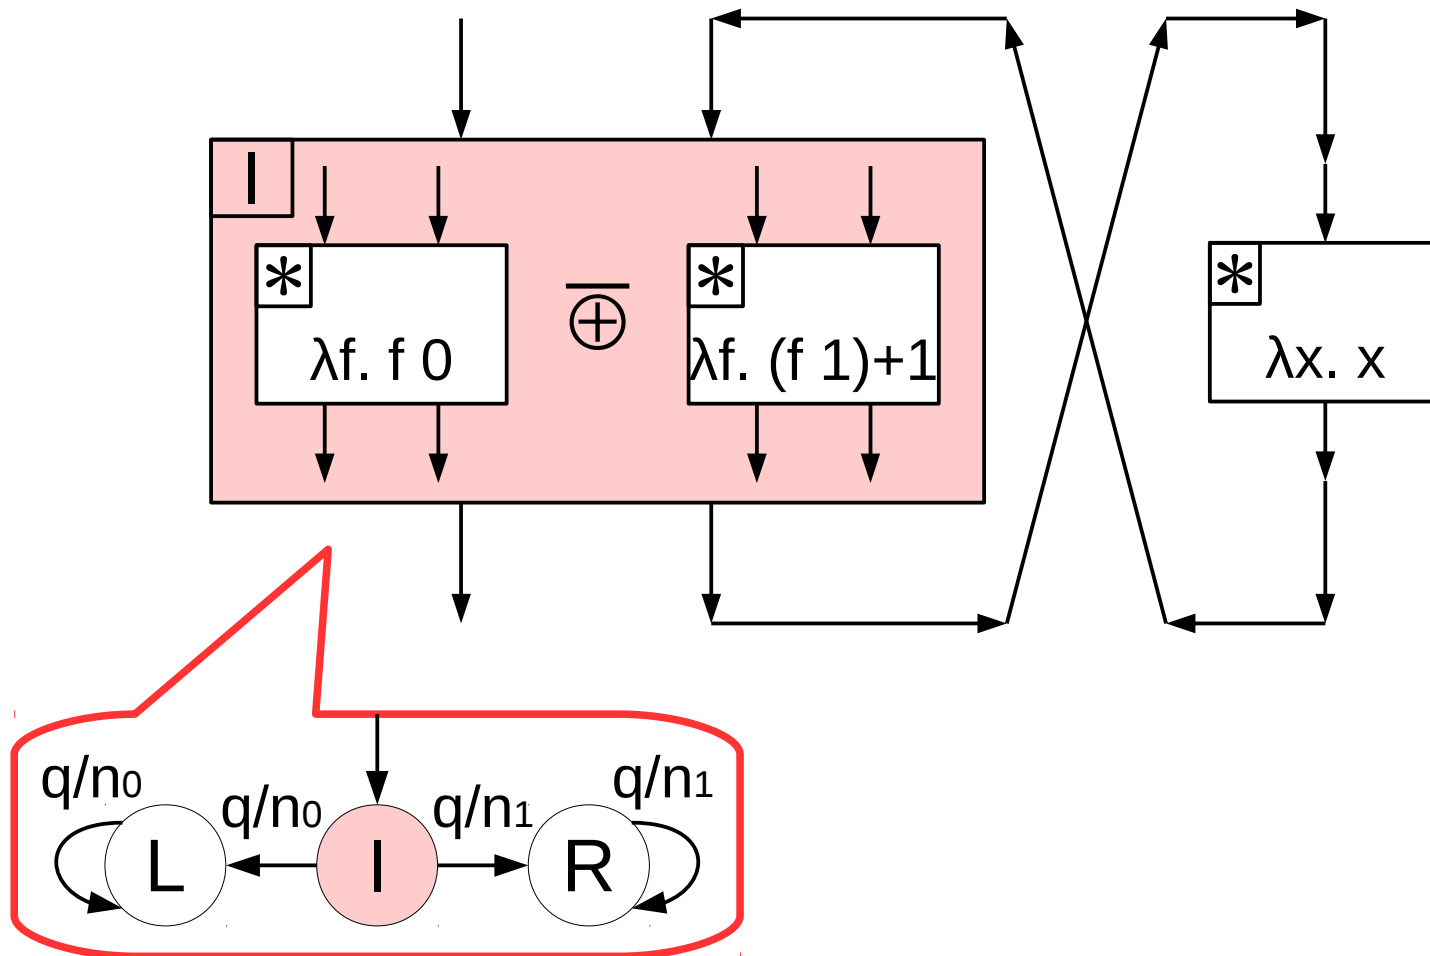 I
*
*
*
λf. f 0
⊕
λf. (f 1)+1
λx. x
q/n0
q/n0
q/n1
q/n1
L
I
R